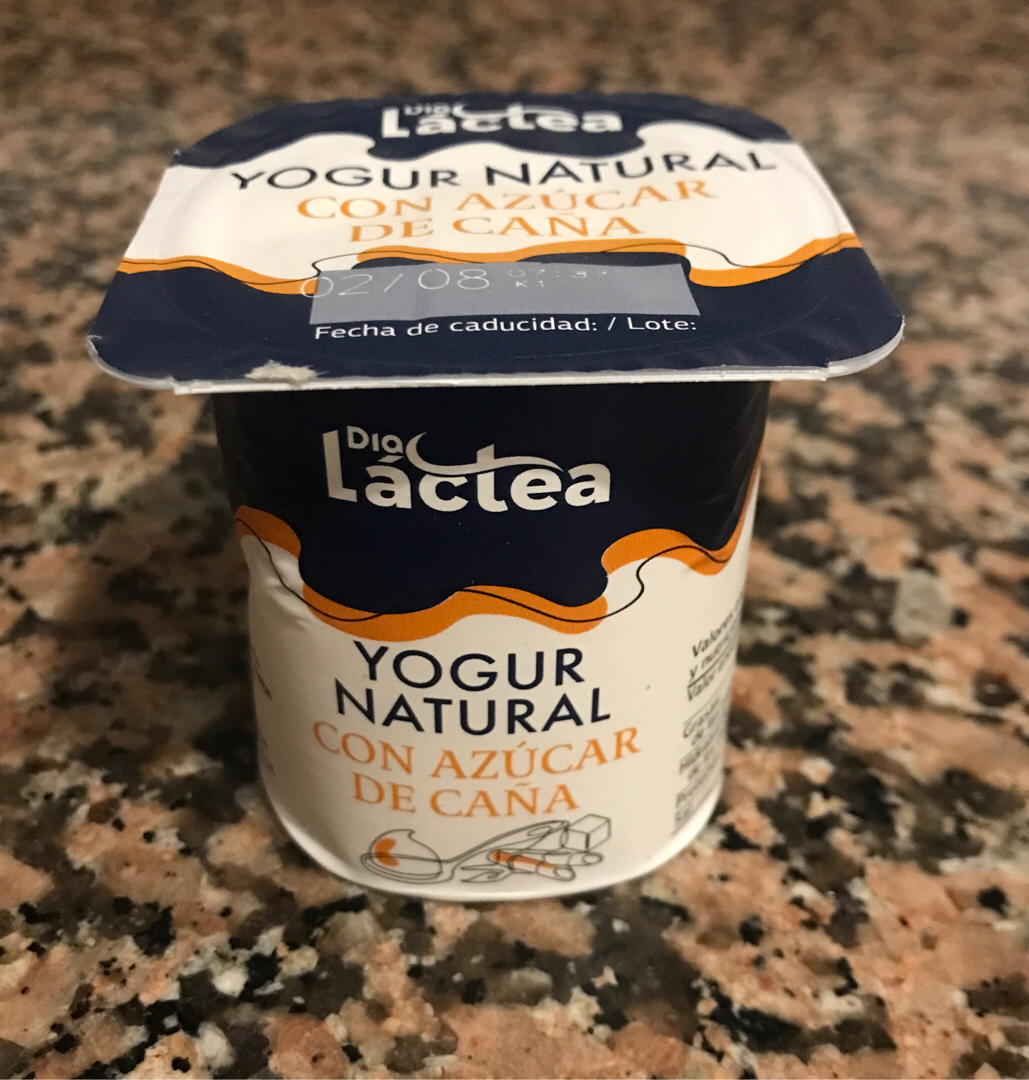 Dia
Láctea
YOGUR NATURAL
CON AZÚCAR
DE CAÑA
02/08
K1
Fecha de caducidad: / Lote:
Dia
Láctea
YOGUR
NATURAL
CON AZÚCAR
DE CAÑA